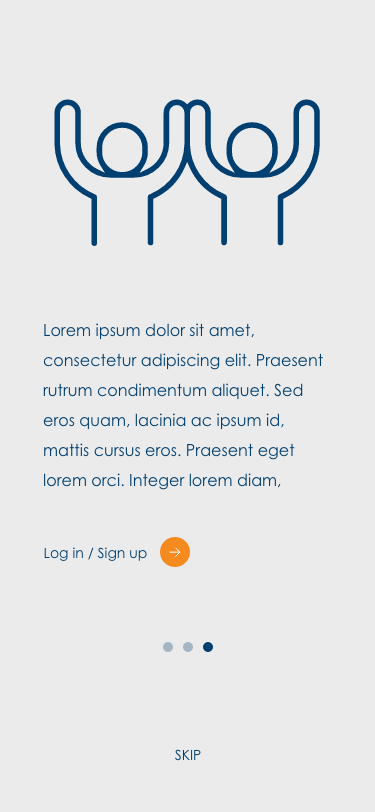 Lorem ipsum dolor sit amet,
consectetur adipiscing elit. Praesent
rutrum condimentum aliquet. Sed
eros quam, lacinia ac ipsum id,
mattis cursus eros. Praesent eget
lorem orci. Integer lorem diam,
Log in / Sign up
SKIP